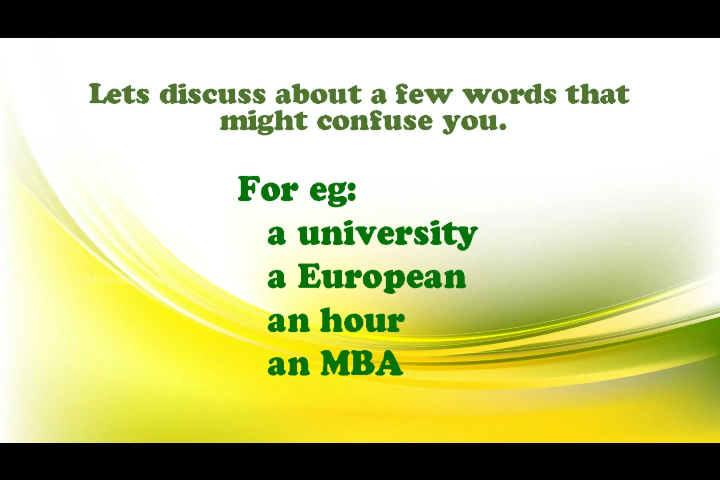 Lets discuss about a few words that
might confuse you.
For eg:
a university
a European
an hour
an MBA